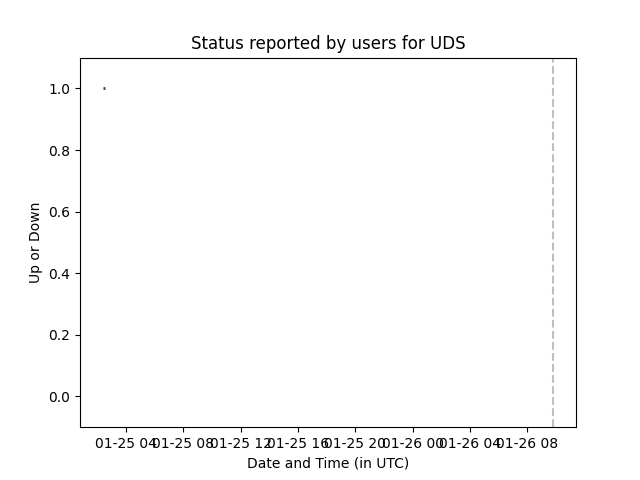 Status reported by users for UDS
1.0
0.8
0.6
0.4
0.2
0.0
Up or Down
01-25 04 01-25 08 01-25 12 01-25 16 01-25 20 01-26 00 01-26 04 01-26 08
Date and Time (in UTC)